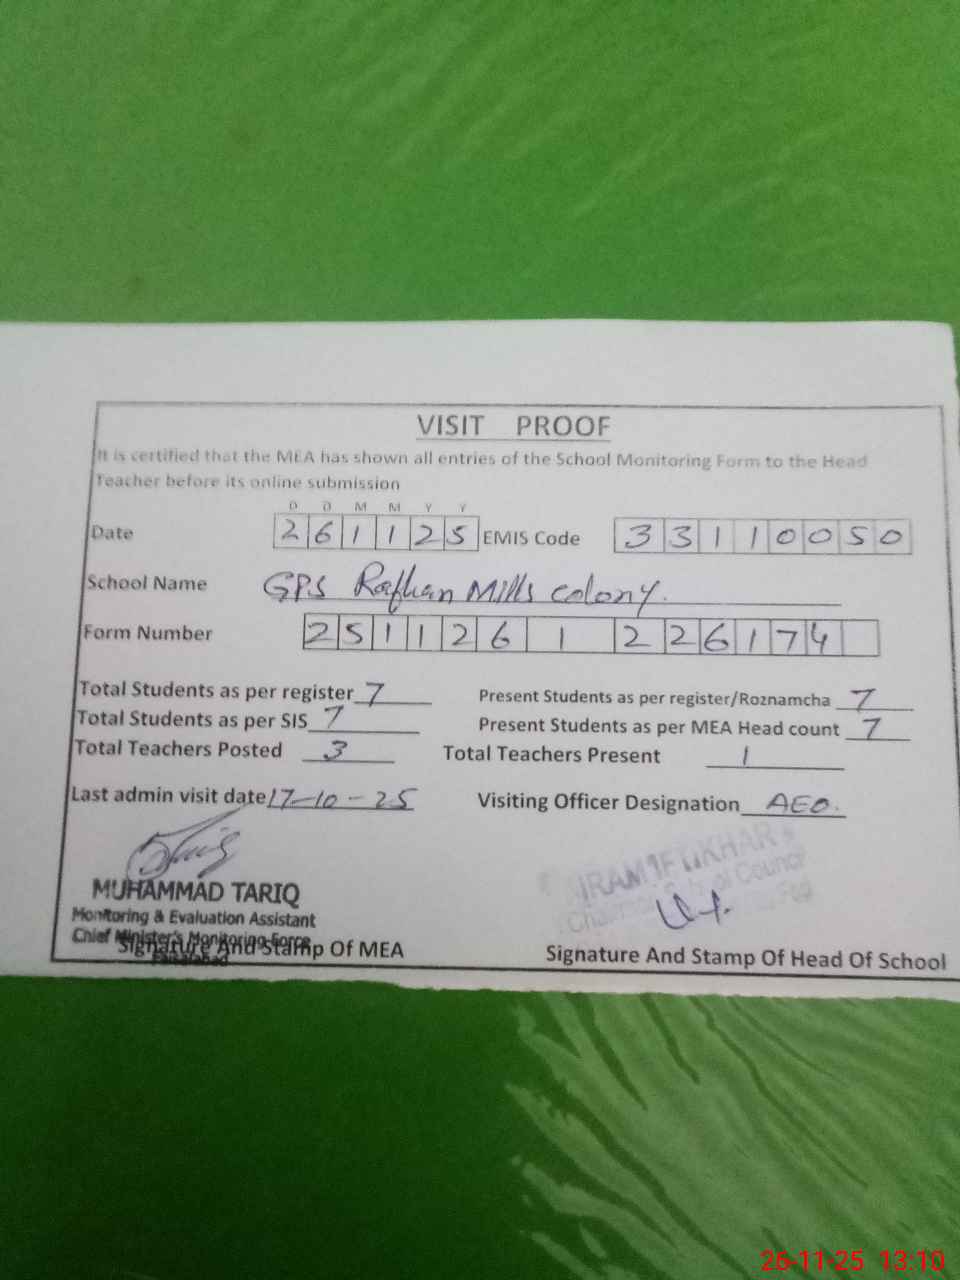 VISIT PROOF
It is certified that the MEA has shown all entries of the School Monitoring Form to the Head
Teacher before its online submission
D D M M Y Y
Date 2 6 1 1 2 5 EMIS Code 3 3 1 1 0 0 5 0
School Name GPS Rafhan Mills colony.
Form Number 2 5 1 1 2 6 1 2 2 6 1 7 4
Total Students as per register 7 Present Students as per register/Roznamcha 7
Total Students as per SIS 7 Present Students as per MEA Head count 7
Total Teachers Posted 3 Total Teachers Present 1
Last admin visit date 17-10-25 Visiting Officer Designation AEO.
MUHAMMAD TARIQ
Monitoring & Evaluation Assistant
Chief Minister's Monitoring Force
Faisalabad
Signature And Stamp Of MEA
IRAM IFTIKHAR
Council
Signature And Stamp Of Head Of School
26-11-25 13:10